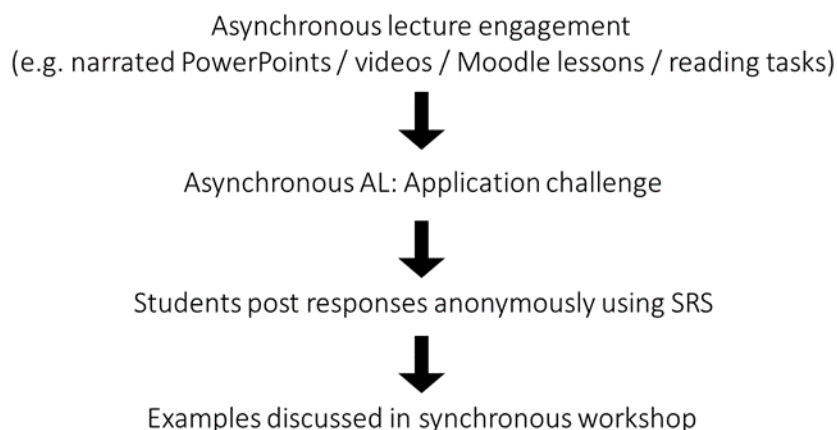 Asynchronous lecture engagement
(e.g. narrated PowerPoints / videos / Moodle lessons / reading tasks)
Asynchronous AL: Application challenge
Students post responses anonymously using SRS
Examples discussed in synchronous workshop